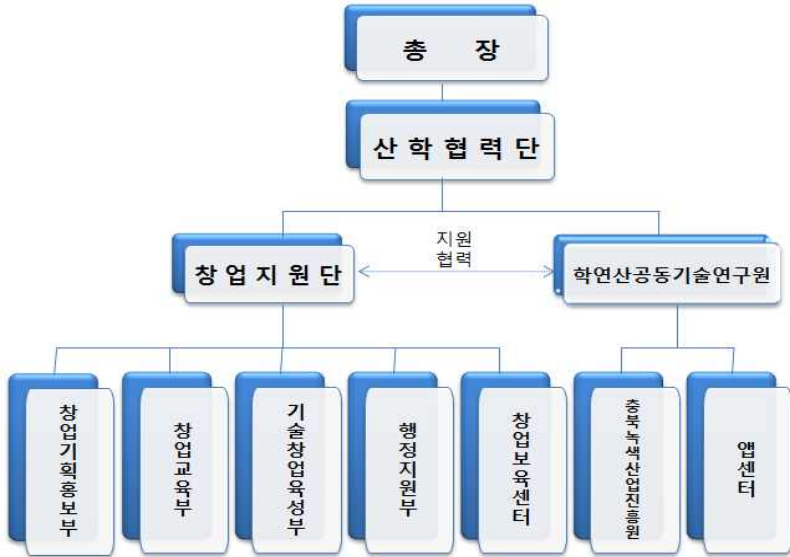 총 장
산 학 협 력 단
지원
협력
창 업 지 원 단
학연산공동기술연구원
창업기획홍보부
창업교육부
기술창업육성부
행정지원부
창업보육센터
충북녹색산업진흥원
앱센터